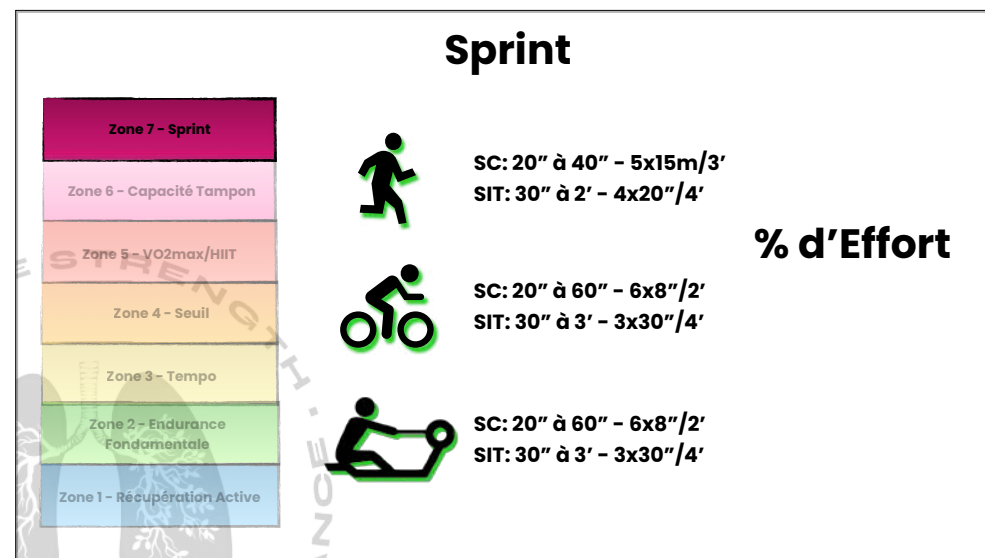 Sprint
Zone 7 - Sprint
Zone 6 - Capacité Tampon
Zone 5 - VO2max/HIIT
Zone 4 - Seuil
Zone 3 - Tempo
Zone 2 - Endurance
Fondamentale
Zone 1 - Récupération Active
SC: 20” à 40” - 5x15m/3’
SIT: 30” à 2’ - 4x20”/4’
SC: 20” à 60” - 6x8”/2’
SIT: 30” à 3’ - 3x30”/4’
SC: 20” à 60” - 6x8”/2’
SIT: 30” à 3’ - 3x30”/4’
% d’Effort
E STRENGTH ·